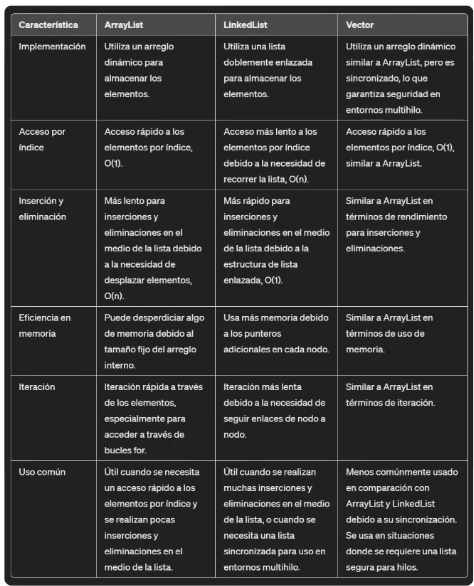 Característica
ArrayList
LinkedList
Vector
Implementación
Utiliza un arreglo
dinámico para
almacenar los
elementos.
Utiliza una lista
doblemente enlazada
para almacenar los
elementos.
Utiliza un arreglo dinámico
similar a ArrayList, pero es
sincronizado, lo que
garantiza seguridad en
entornos multihilo.
Acceso por
índice
Acceso rápido a los
elementos por índice,
O(1).
Acceso más lento a los
elementos por índice
debido a la necesidad de
recorrer la lista, O(n).
Acceso rápido a los
elementos por índice, O(1),
similar a ArrayList.
Inserción y
eliminación
Más lento para
inserciones y
eliminaciones en el
medio de la lista debido
a la necesidad de
desplazar elementos,
O(n).
Más rápido para
inserciones y
eliminaciones en el medio
de la lista debido a la
estructura de lista
enlazada, O(1).
Similar a ArrayList en
términos de rendimiento
para inserciones y
eliminaciones.
Eficiencia en
memoria
Puede desperdiciar algo
de memoria debido al
tamaño fijo del arreglo
interno.
Usa más memoria debido
a los punteros
adicionales en cada nodo.
Similar a ArrayList en
términos de uso de
memoria.
Iteración
Iteración rápida a través
de los elementos,
especialmente para
acceder a través de
bucles for.
Iteración más lenta
debido a la necesidad de
seguir enlaces de nodo a
nodo.
Similar a ArrayList en
términos de iteración.
Uso común
Útil cuando se necesita
un acceso rápido a los
elementos por índice y
se realizan pocas
inserciones y
eliminaciones en el
medio de la lista.
Útil cuando se realizan
muchas inserciones y
eliminaciones en el medio
de la lista, o cuando se
necesita una lista
sincronizada para uso en
entornos multihilo.
Menos comúnmente usado
en comparación con
ArrayList y LinkedList
debido a su sincronización.
Se usa en situaciones
donde se requiere una lista
segura para hilos.